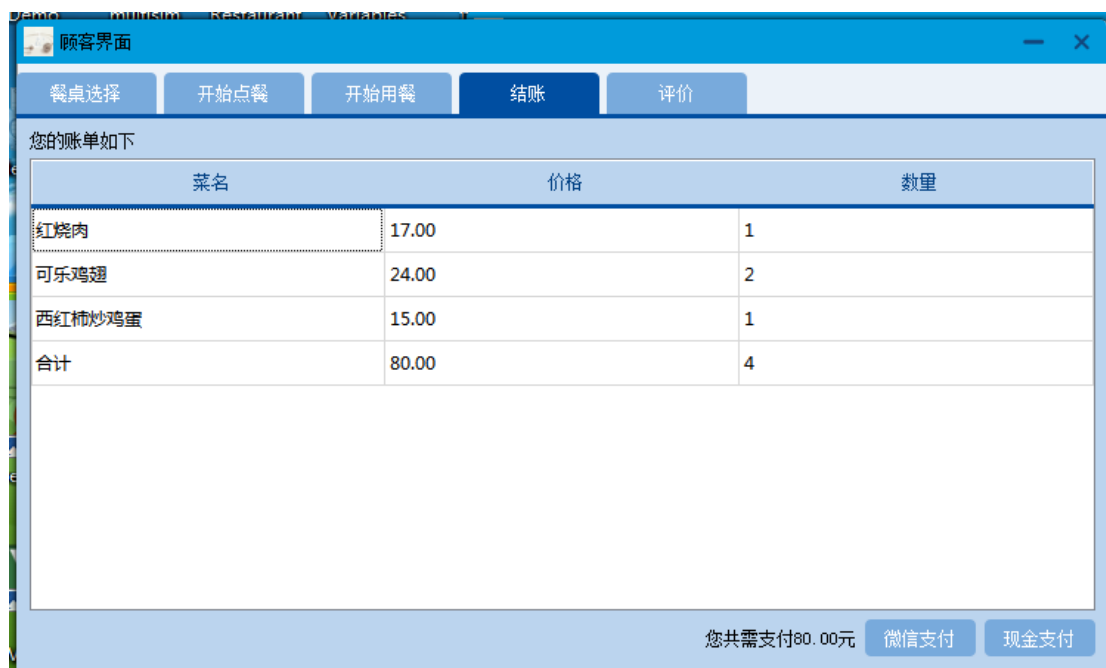 Demo multisim Restaurant Variables
顾客界面
餐桌选择 开始点餐 开始用餐 结账 评价
您的账单如下
菜名 价格 数量
红烧肉 17.00 1
可乐鸡翅 24.00 2
西红柿炒鸡蛋 15.00 1
合计 80.00 4
您共需支付80.00元 微信支付 现金支付